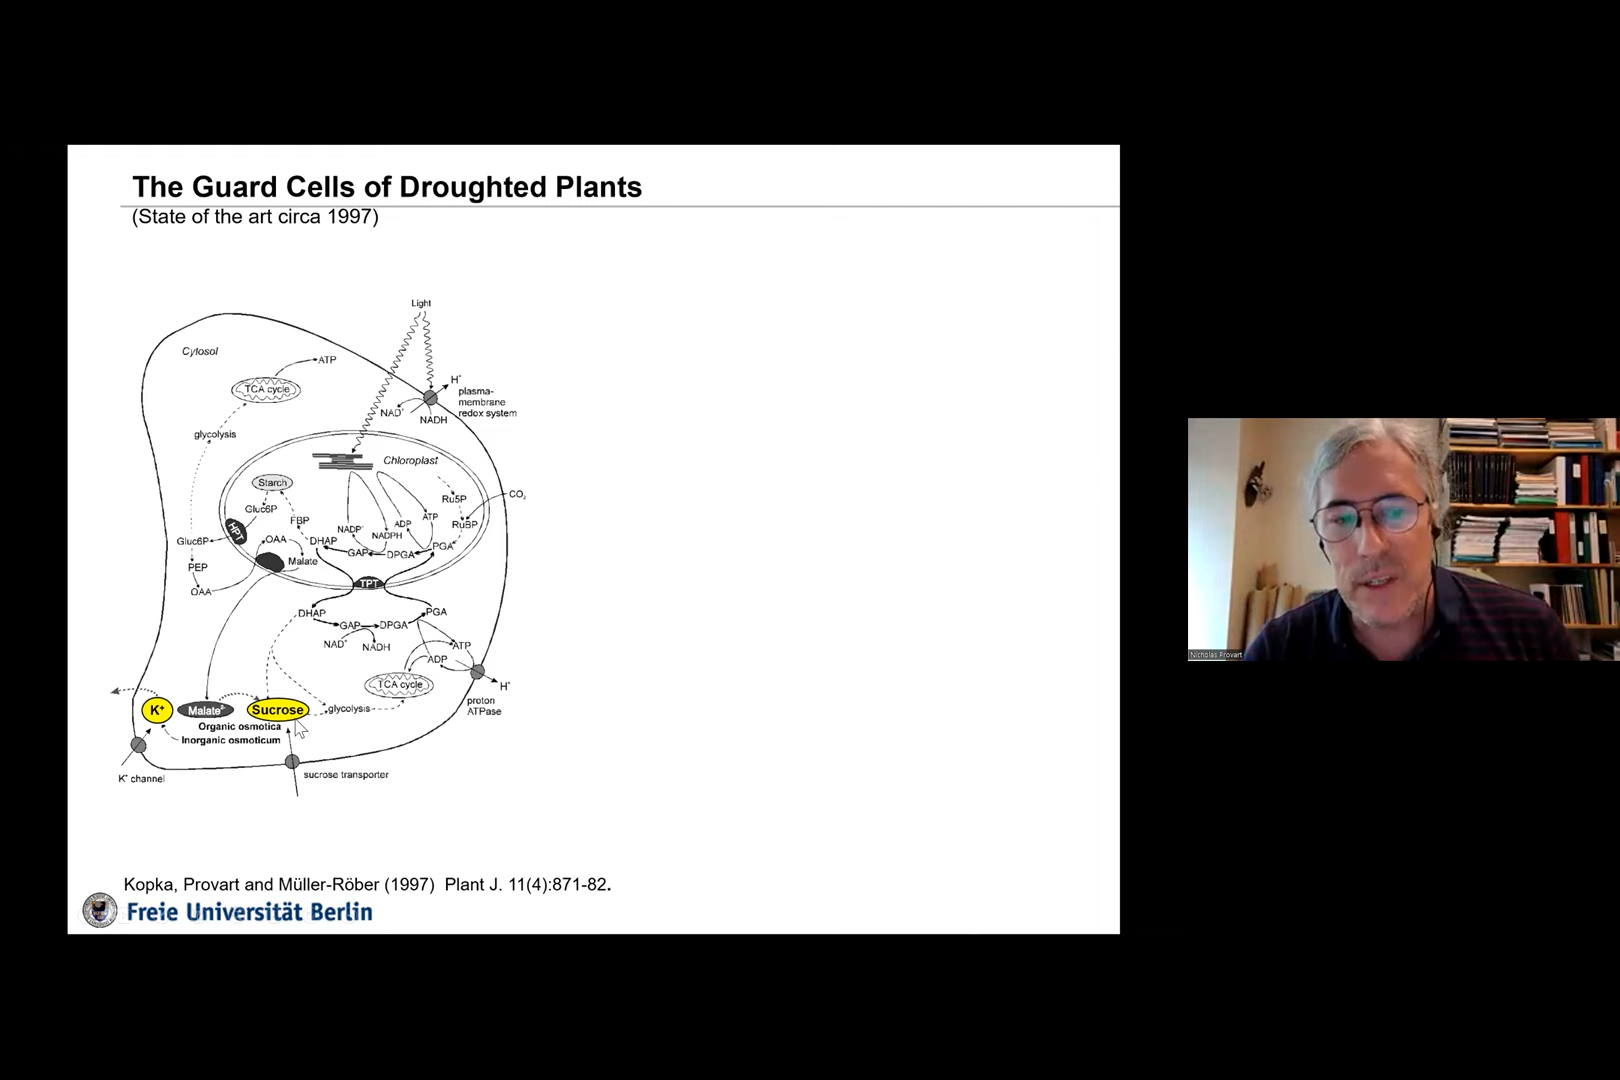 The Guard Cells of Droughted Plants
(State of the art circa 1997)
Light
Cytosol
ATP
TCA cycle
H⁺
plasma-
membrane
redox system
NAD⁺
NADH
glycolysis
Chloroplast
Starch
Ru5P
CO₂
Gluc6P
FBP
ATP
ADP
RuBP
NADP⁺
NADPH
HPT
Gluc6P
OAA
DHAP
GAP
DPGA
PGA
Malate
PEP
TPT
OAA
DHAP
PGA
GAP
DPGA
NAD⁺
NADH
ATP
ADP
TCA cycle
H⁺
proton
ATPase
K⁺
Malate²⁻
Sucrose
glycolysis
Organic osmotica
Inorganic osmoticum
K⁺ channel
sucrose transporter
Kopka, Provart and Müller-Röber (1997) Plant J. 11(4):871-82.
Freie Universität Berlin
Nicholas Provart